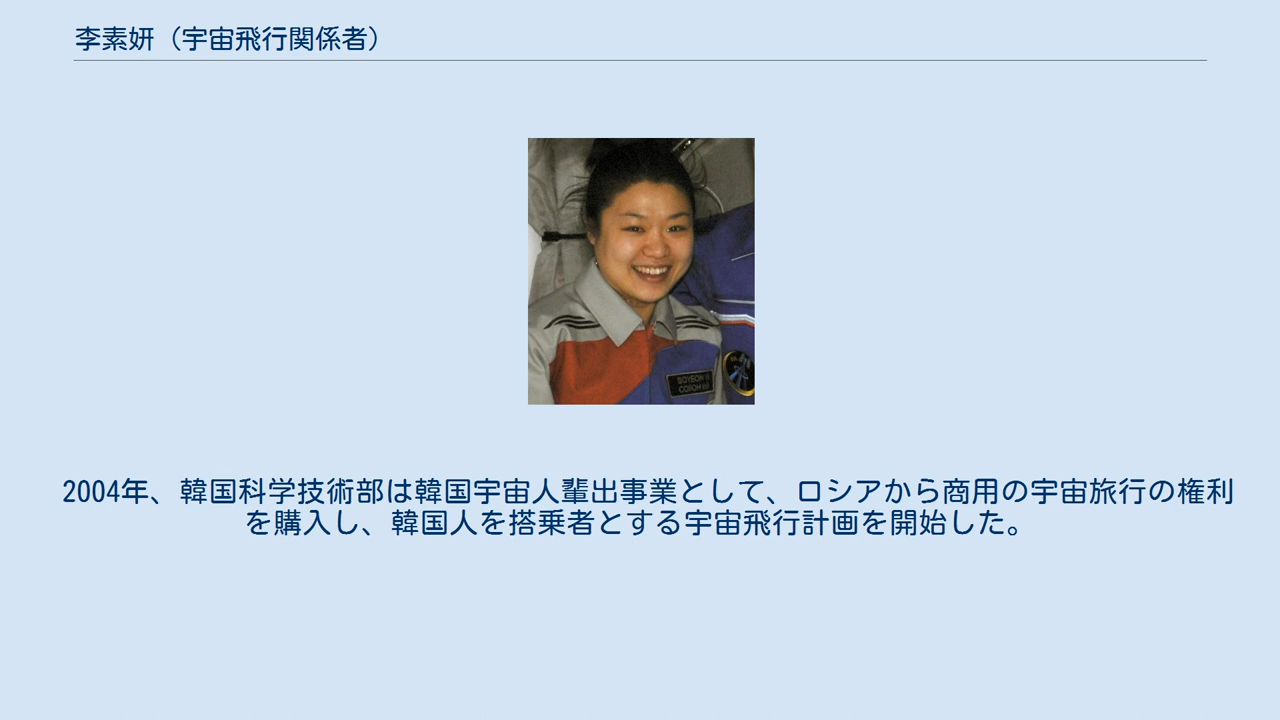 李素妍（宇宙飛行関係者）
SOYEON YI
2004年、韓国科学技術部は韓国宇宙人輩出事業として、ロシアから商用の宇宙旅行の権利
を購入し、韓国人を搭乗者とする宇宙飛行計画を開始した。